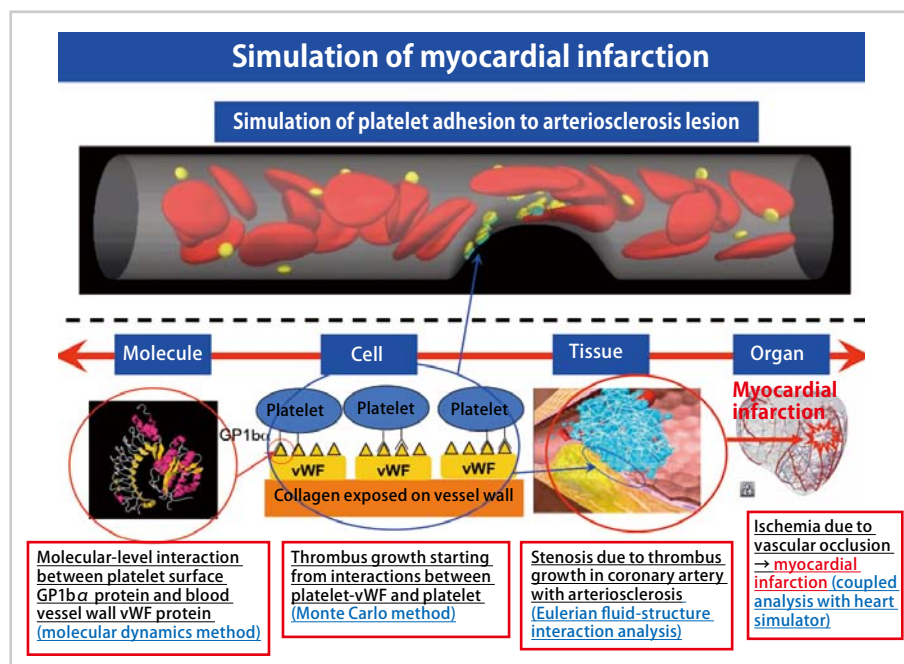 Simulation of myocardial infarction
Simulation of platelet adhesion to arteriosclerosis lesion
Molecule
Cell
Tissue
Organ
Platelet
Platelet
Platelet
GP1bα
vWF
vWF
vWF
Collagen exposed on vessel wall
Myocardial
infarction
Molecular-level interaction
between platelet surface
GP1bα protein and blood
vessel wall vWF protein
(molecular dynamics method)
Thrombus growth starting
from interactions between
platelet-vWF and platelet
(Monte Carlo method)
Stenosis due to thrombus
growth in coronary artery
with arteriosclerosis
(Eulerian fluid-structure
interaction analysis)
Ischemia due to
vascular occlusion
→ myocardial
infarction (coupled
analysis with heart
simulator)